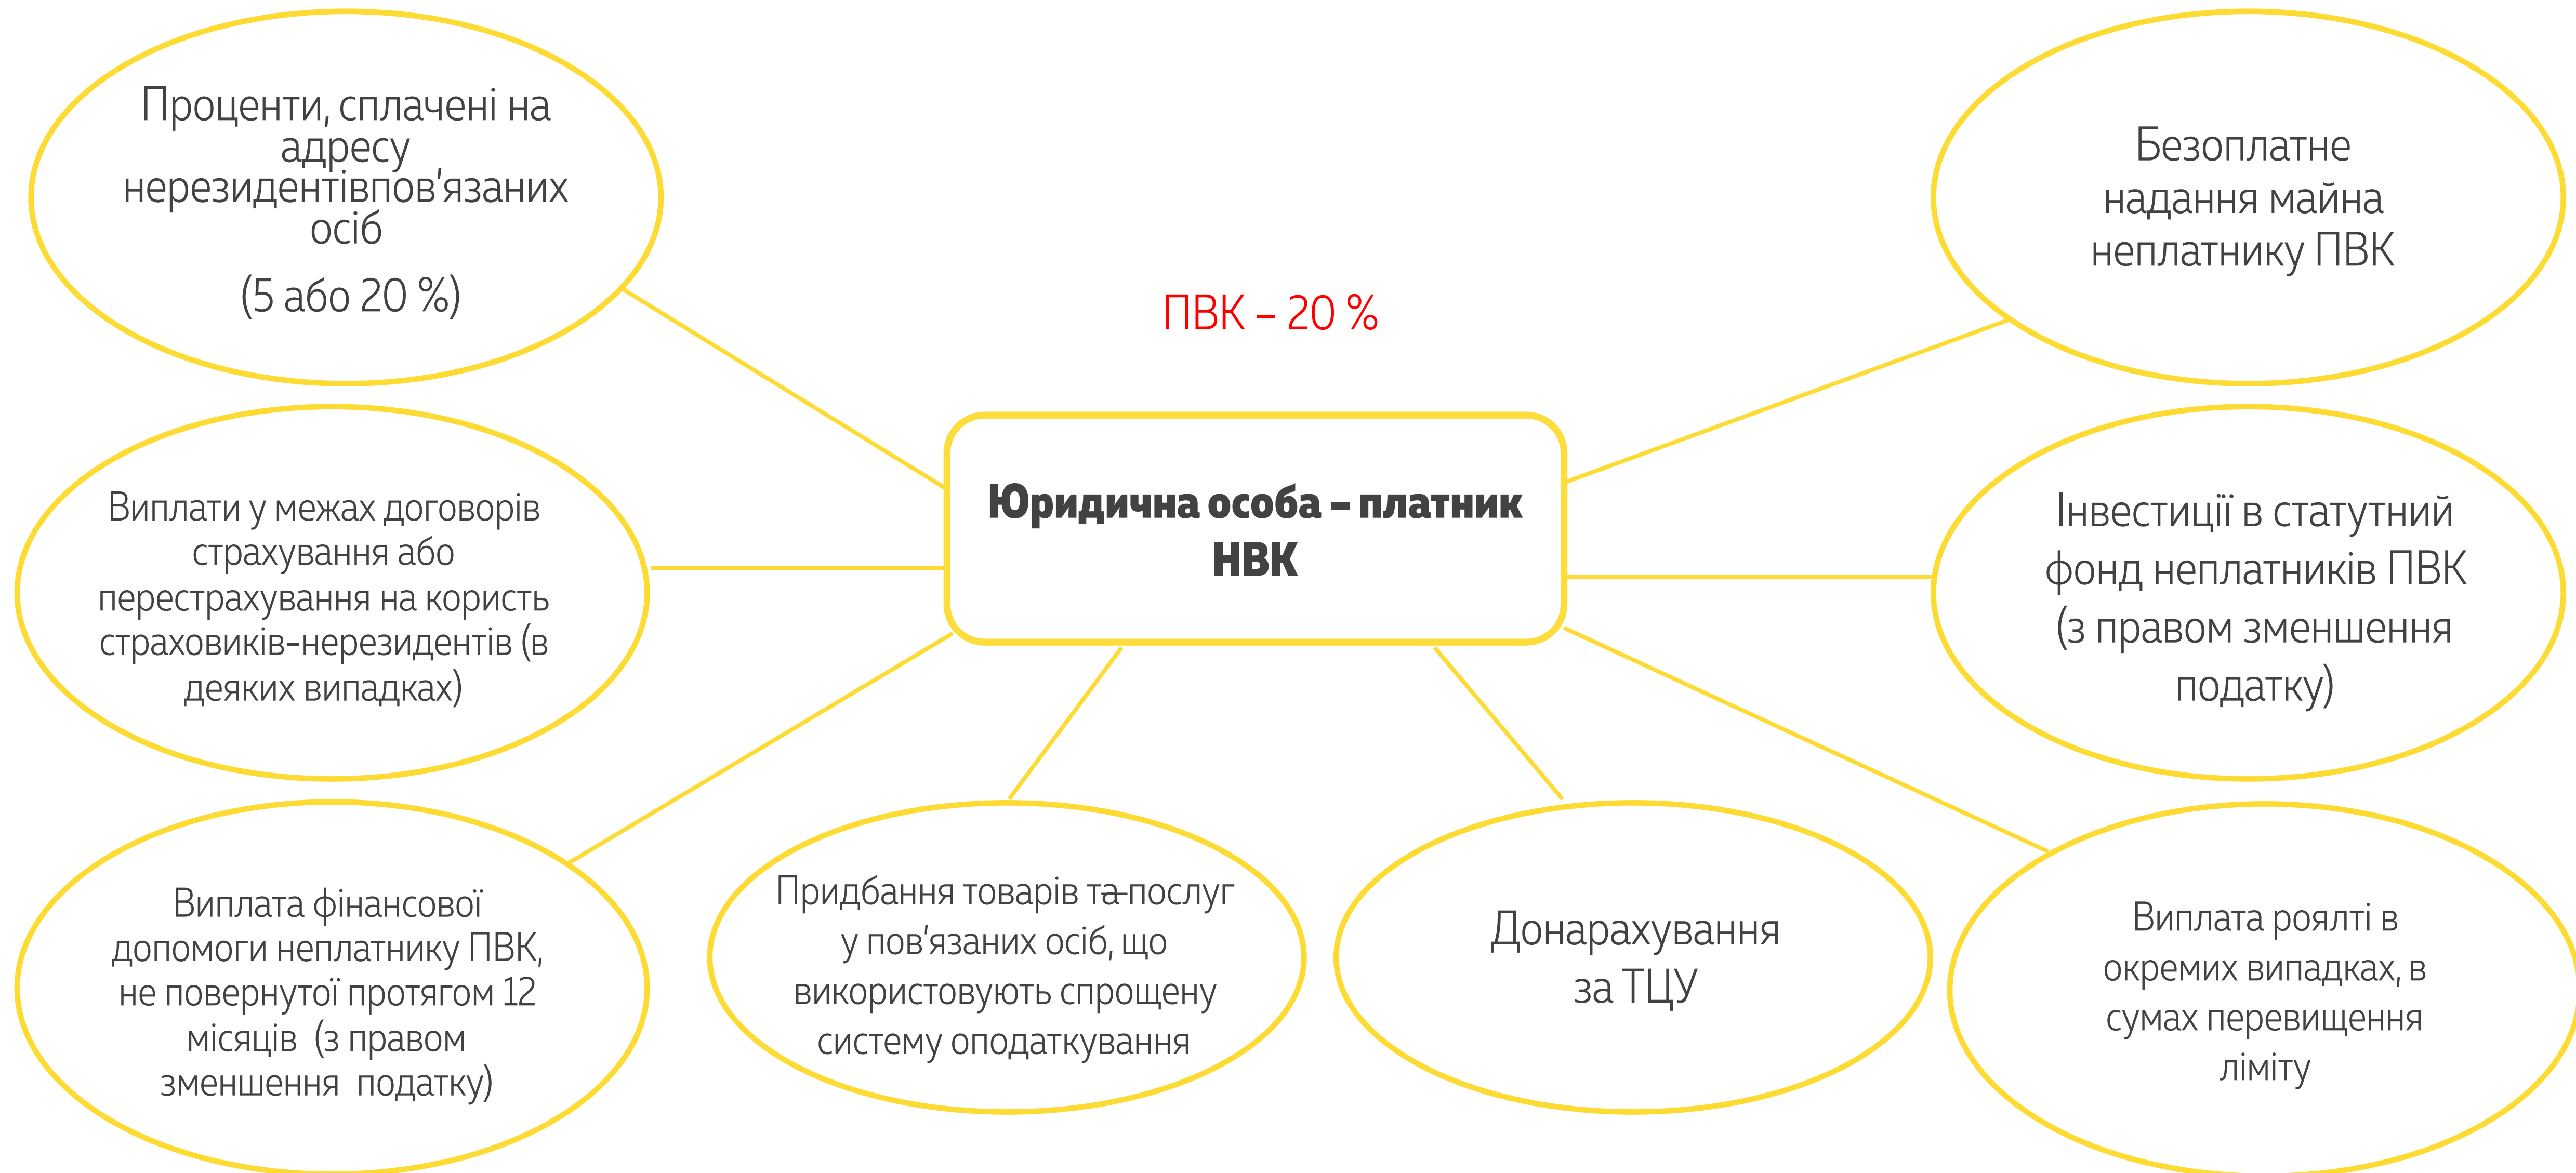 Проценти, сплачені на
адресу
нерезидентівпов'язаних
осіб
(5 або 20 %)
Безоплатне
надання майна
неплатнику ПВК
ПВК – 20 %
Юридична особа – платник
НВК
Виплати у межах договорів
страхування або
перестрахування на користь
страховиків-нерезидентів (в
деяких випадках)
Інвестиції в статутний
фонд неплатників ПВК
(з правом зменшення
податку)
Виплата фінансової
допомоги неплатнику ПВК,
не повернутої протягом 12
місяців (з правом
зменшення податку)
Придбання товарів та послуг
у пов'язаних осіб, що
використовують спрощену
систему оподаткування
Донарахування
за ТЦУ
Виплата роялті в
окремих випадках, в
сумах перевищення
ліміту